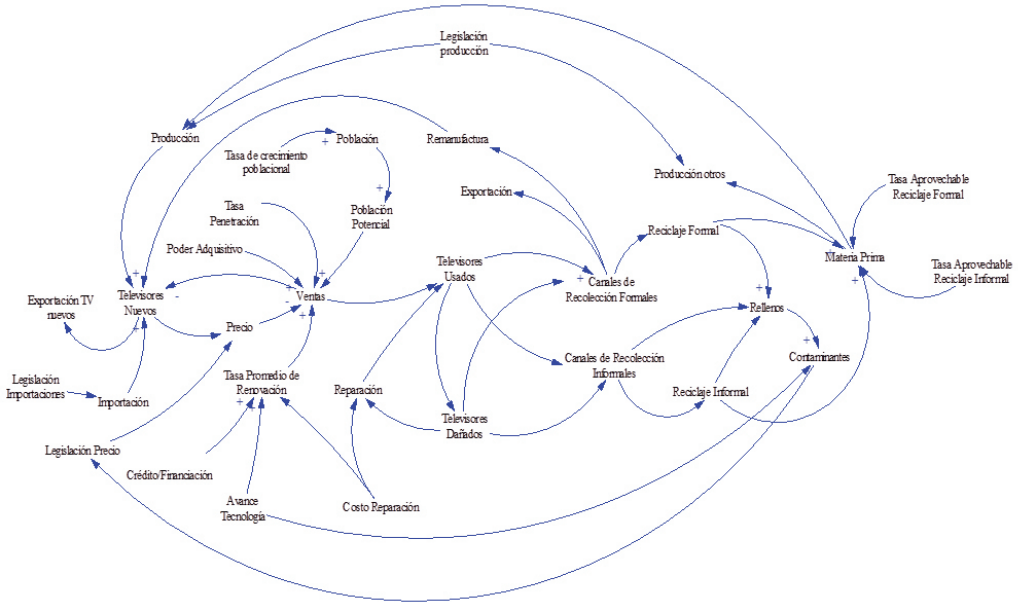 Legislación
producción
Producción
Tasa de crecimiento
poblacional
+
Población
Remanufactura
Producción otros
Tasa Aprovechable
Reciclaje Formal
Exportación
+
Tasa
Penetración
Población
Potencial
Reciclaje Formal
Poder Adquisitivo
Materia Prima
Televisores
Usados
Tasa Aprovechable
Reciclaje Informal
+
+
+
Canales de
Recolección Formales
+
+
Exportación TV
nuevos
Televisores
Nuevos
-
+
Ventas
-
+
+
Precio
Rellenos
+
Canales de Recolección
Informales
Contaminantes
Legislación
Importaciones
Importación
Tasa Promedio de
Renovación
+
+
Reparación
Reciclaje Informal
Televisores
Dañados
Legislación Precio
Crédito/Financiación
Avance
Tecnología
Costo Reparación